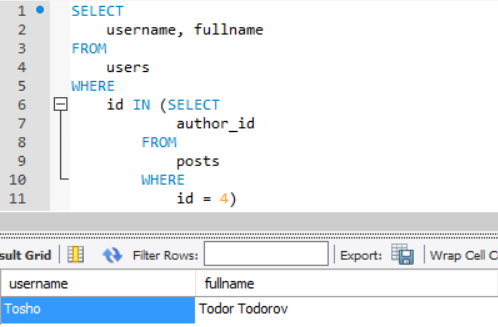 1 SELECT
2 username, fullname
3 FROM
4 users
5 WHERE
6 id IN (SELECT
7 author_id
8 FROM
9 posts
10 WHERE
11 id = 4)
sult Grid Filter Rows: Export: Wrap Cell C
username fullname
Tosho Todor Todorov